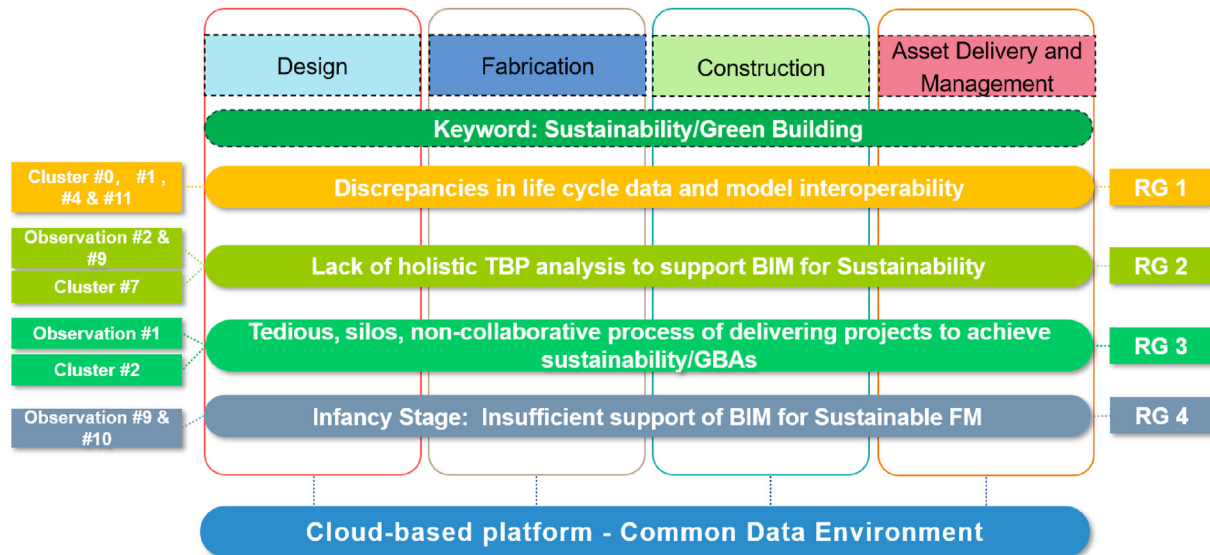 Design
Fabrication
Construction
Asset Delivery and
Management
Keyword: Sustainability/Green Building
Cluster #0, #1 ,
#4 & #11
Discrepancies in life cycle data and model interoperability
RG 1
Observation #2 &
#9
Cluster #7
Lack of holistic TBP analysis to support BIM for Sustainability
RG 2
Observation #1
Cluster #2
Tedious, silos, non-collaborative process of delivering projects to achieve
sustainability/GBAs
RG 3
Observation #9 &
#10
Infancy Stage: Insufficient support of BIM for Sustainable FM
RG 4
Cloud-based platform - Common Data Environment